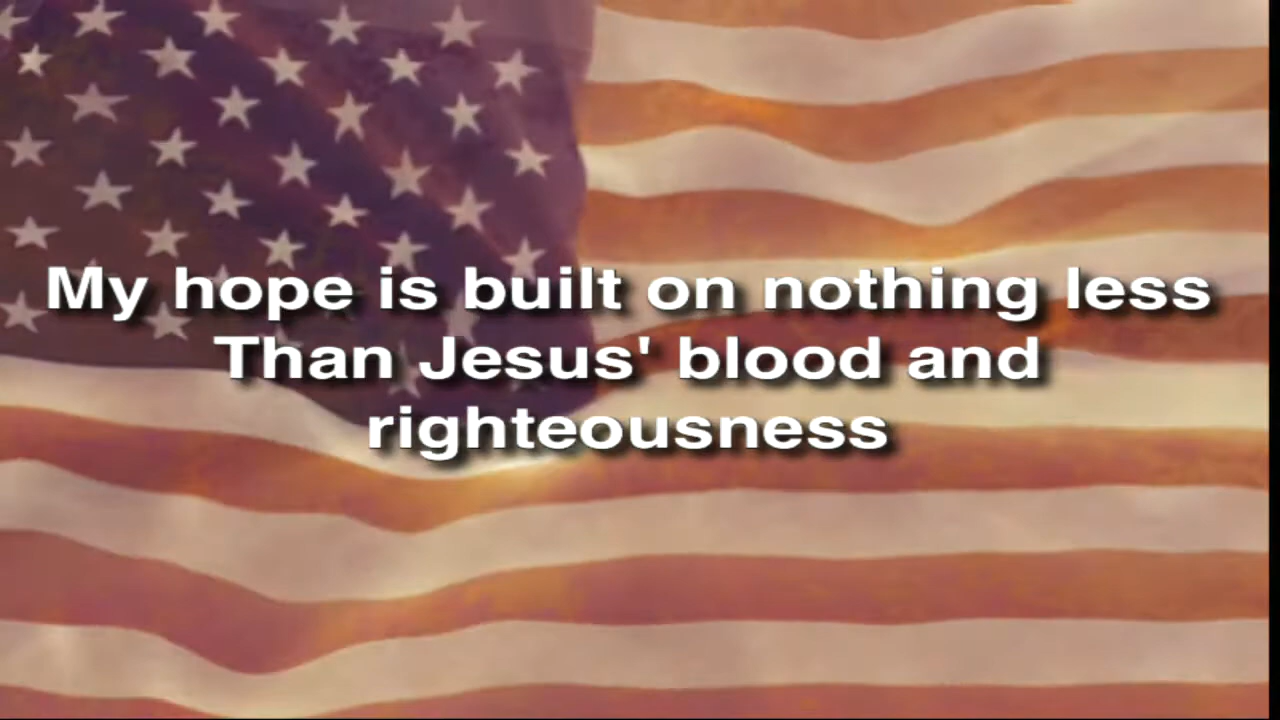 My hope is built on nothing less
Than Jesus' blood and
righteousness